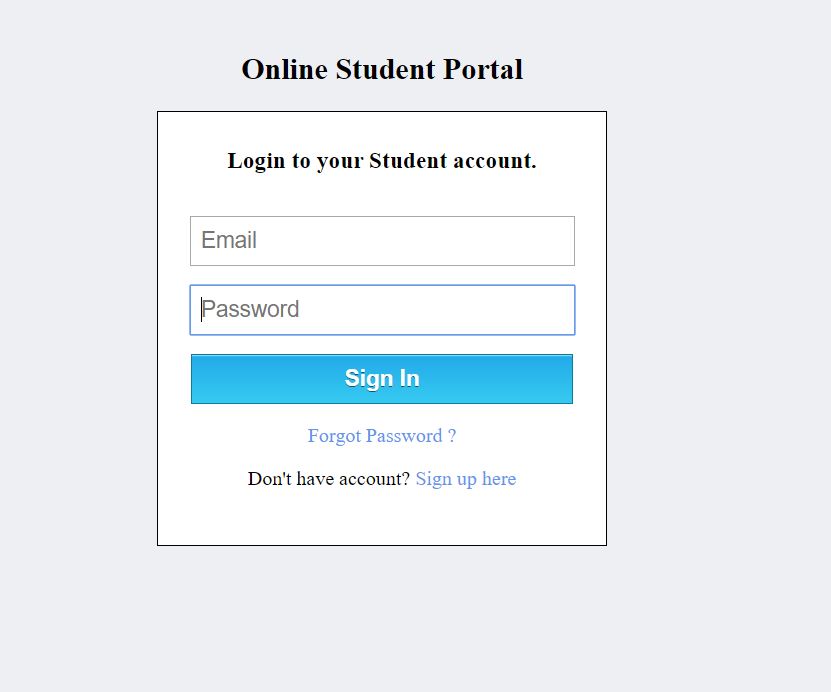 Online Student Portal
Login to your Student account.
Email
Password
Sign In
Forgot Password ?
Don't have account? Sign up here